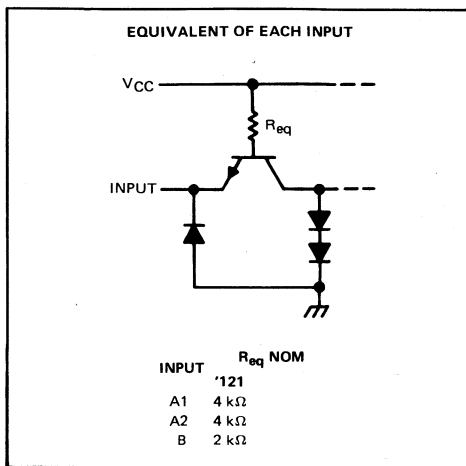 EQUIVALENT OF EACH INPUT
VCC
Req
INPUT
INPUT Req NOM
'121
A1 4 kΩ
A2 4 kΩ
B 2 kΩ